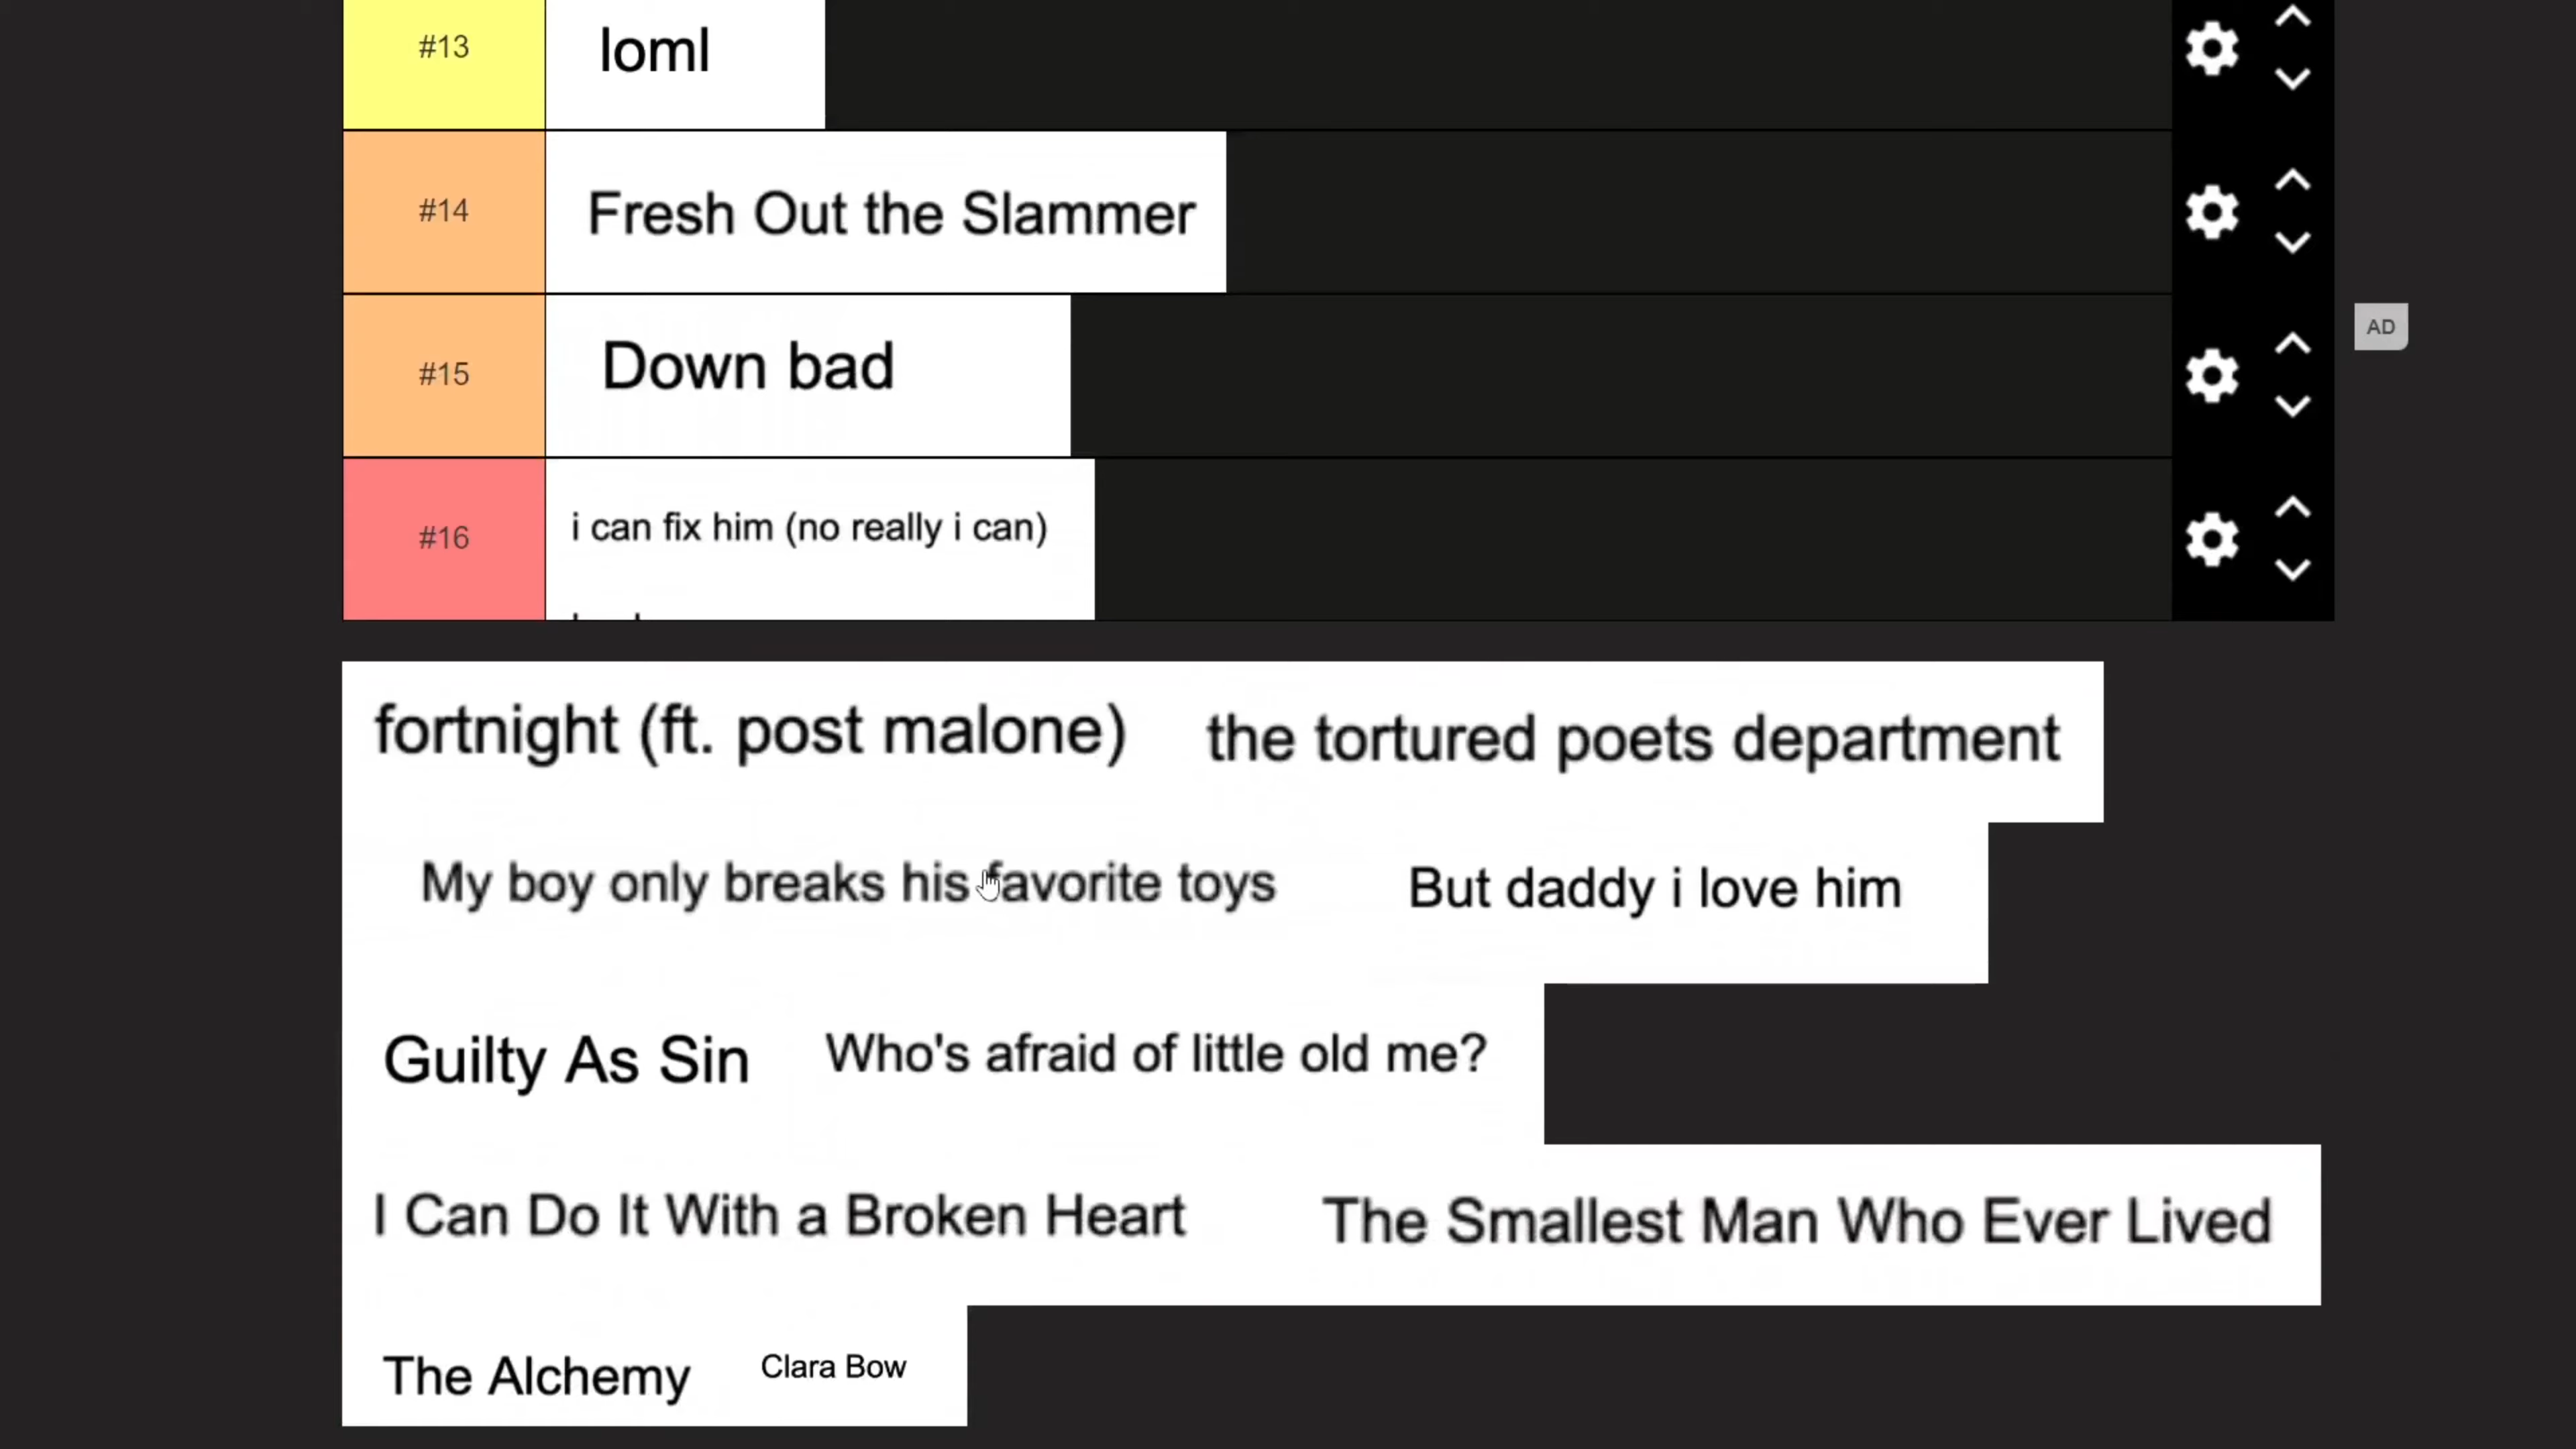 #13 loml
#14 Fresh Out the Slammer
#15 Down bad
AD
#16 i can fix him (no really i can)
fortnight (ft. post malone) the tortured poets department
My boy only breaks his favorite toys But daddy i love him
Guilty As Sin Who's afraid of little old me?
I Can Do It With a Broken Heart The Smallest Man Who Ever Lived
The Alchemy Clara Bow